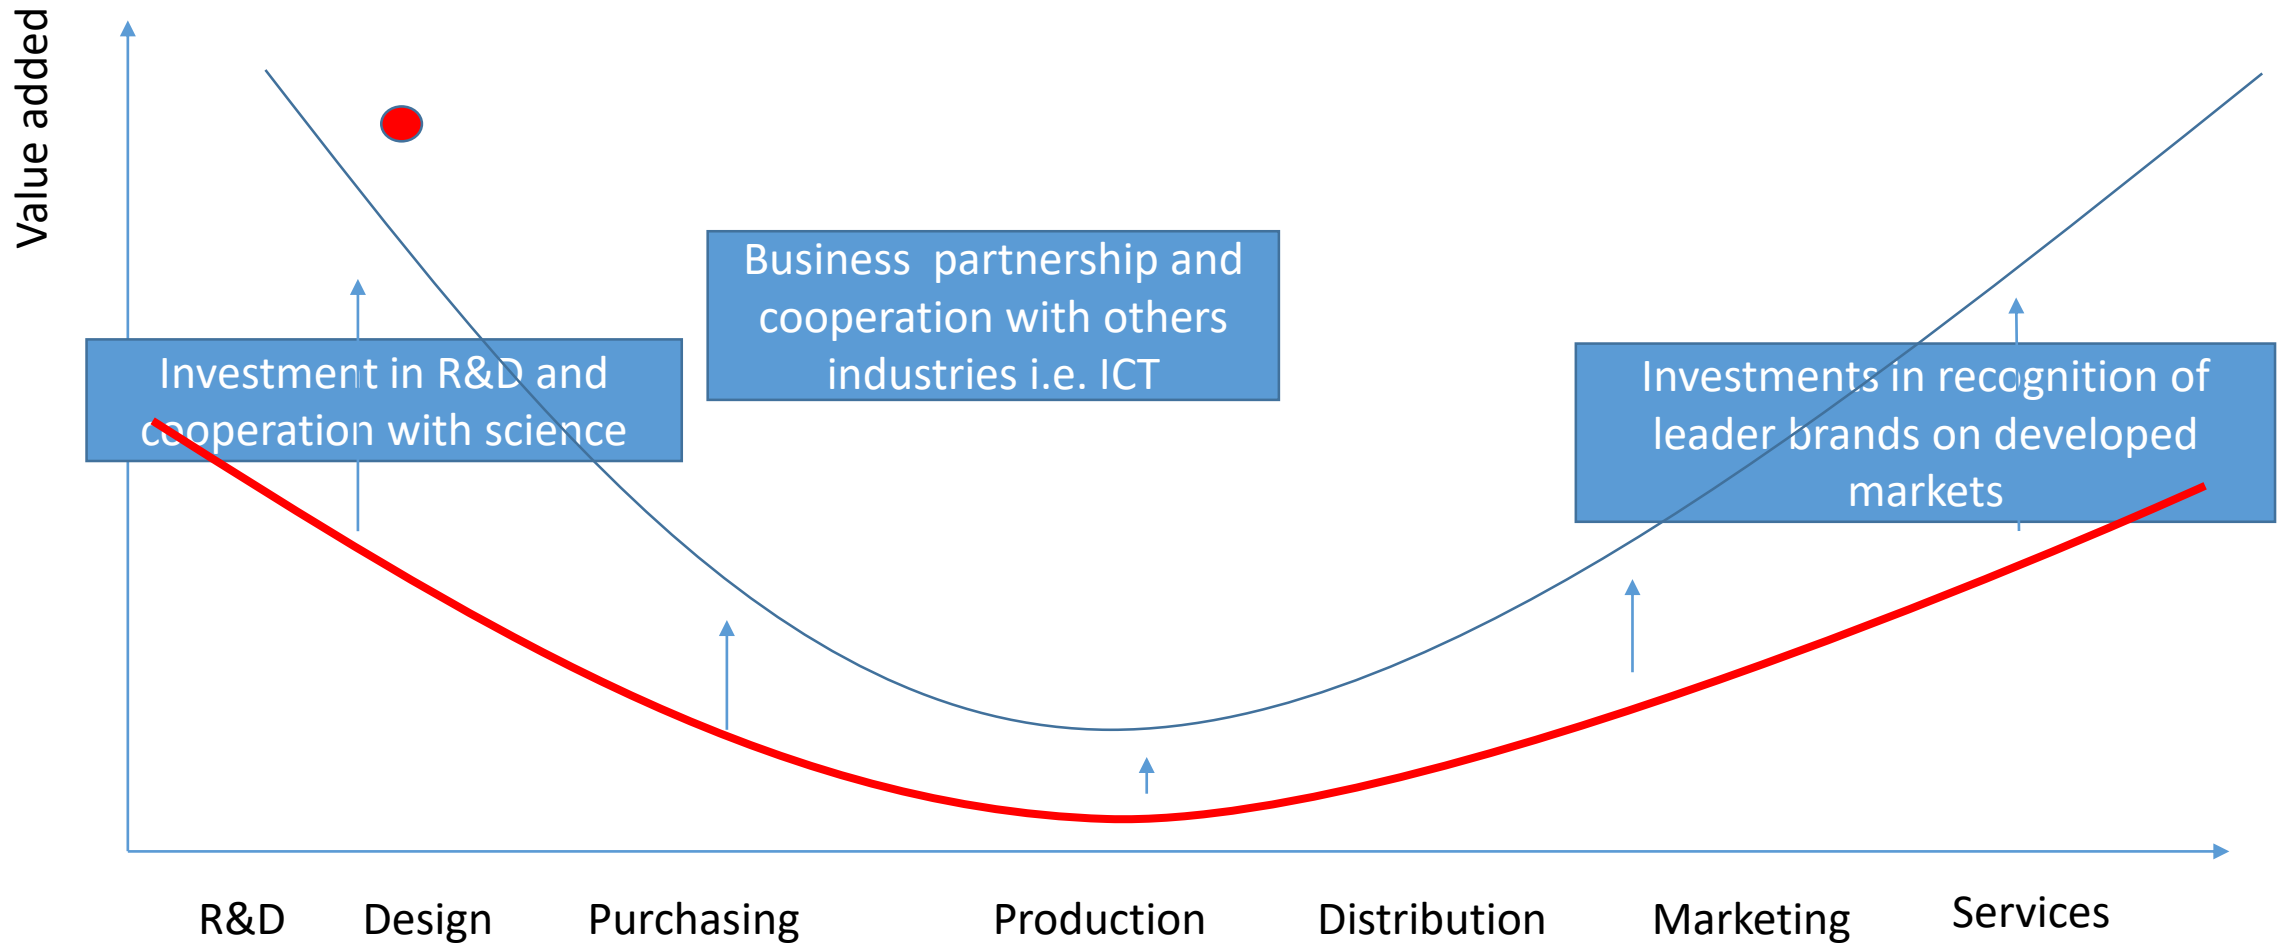 Value added
Business  partnership and
cooperation with others
industries i.e. ICT
Investment in R&D and
cooperation with science
Investments in recognition of
leader brands on developed
markets
R&D
Design
Purchasing
Production
Distribution
Marketing
Services